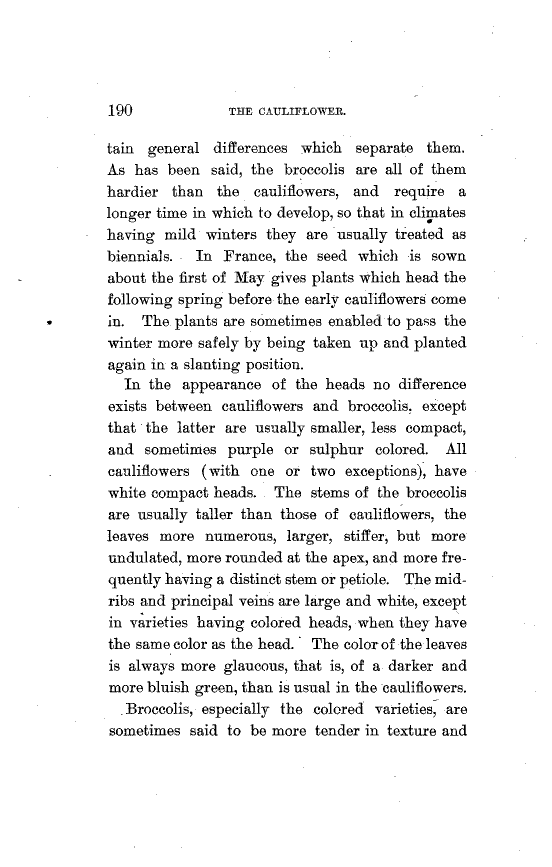 190 THE CAULIFLOWER.
tain general differences which separate them.
As has been said, the broccolis are all of them
hardier than the cauliflowers, and require a
longer time in which to develop, so that in climates
having mild winters they are usually treated as
biennials. In France, the seed which is sown
about the first of May gives plants which head the
following spring before the early cauliflowers come
in. The plants are sometimes enabled to pass the
winter more safely by being taken up and planted
again in a slanting position.
In the appearance of the heads no difference
exists between cauliflowers and broccolis, except
that the latter are usually smaller, less compact,
and sometimes purple or sulphur colored. All
cauliflowers (with one or two exceptions), have
white compact heads. The stems of the broccolis
are usually taller than those of cauliflowers, the
leaves more numerous, larger, stiffer, but more
undulated, more rounded at the apex, and more fre-
quently having a distinct stem or petiole. The mid-
ribs and principal veins are large and white, except
in varieties having colored heads, when they have
the same color as the head. The color of the leaves
is always more glaucous, that is, of a darker and
more bluish green, than is usual in the cauliflowers.
Broccolis, especially the colored varieties, are
sometimes said to be more tender in texture and